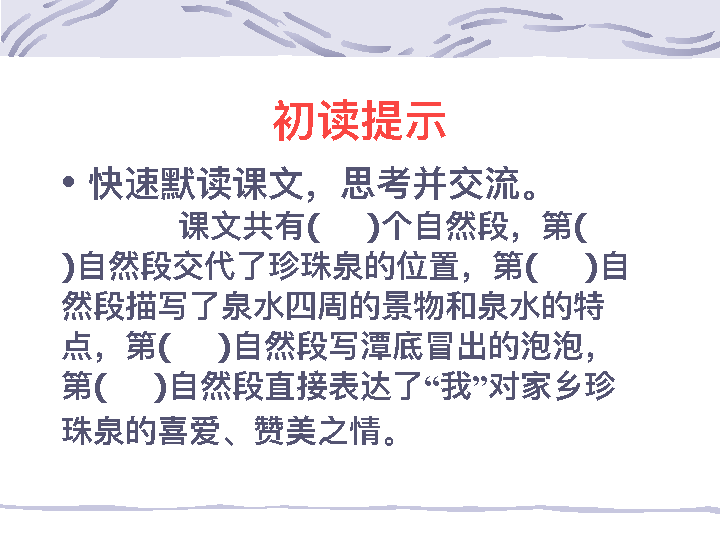 初读提示
• 快速默读课文，思考并交流。
课文共有(    )个自然段，第(
)自然段交代了珍珠泉的位置，第(    )自
然段描写了泉水四周的景物和泉水的特
点，第(    )自然段写潭底冒出的泡泡，
第(    )自然段直接表达了“我”对家乡珍
珠泉的喜爱、赞美之情。